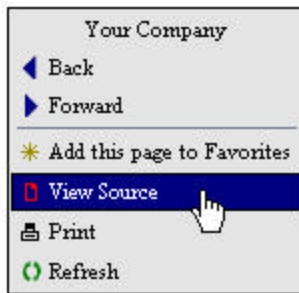 Your Company
Back
Forward
Add this page to Favorites
View Source
Print
Refresh